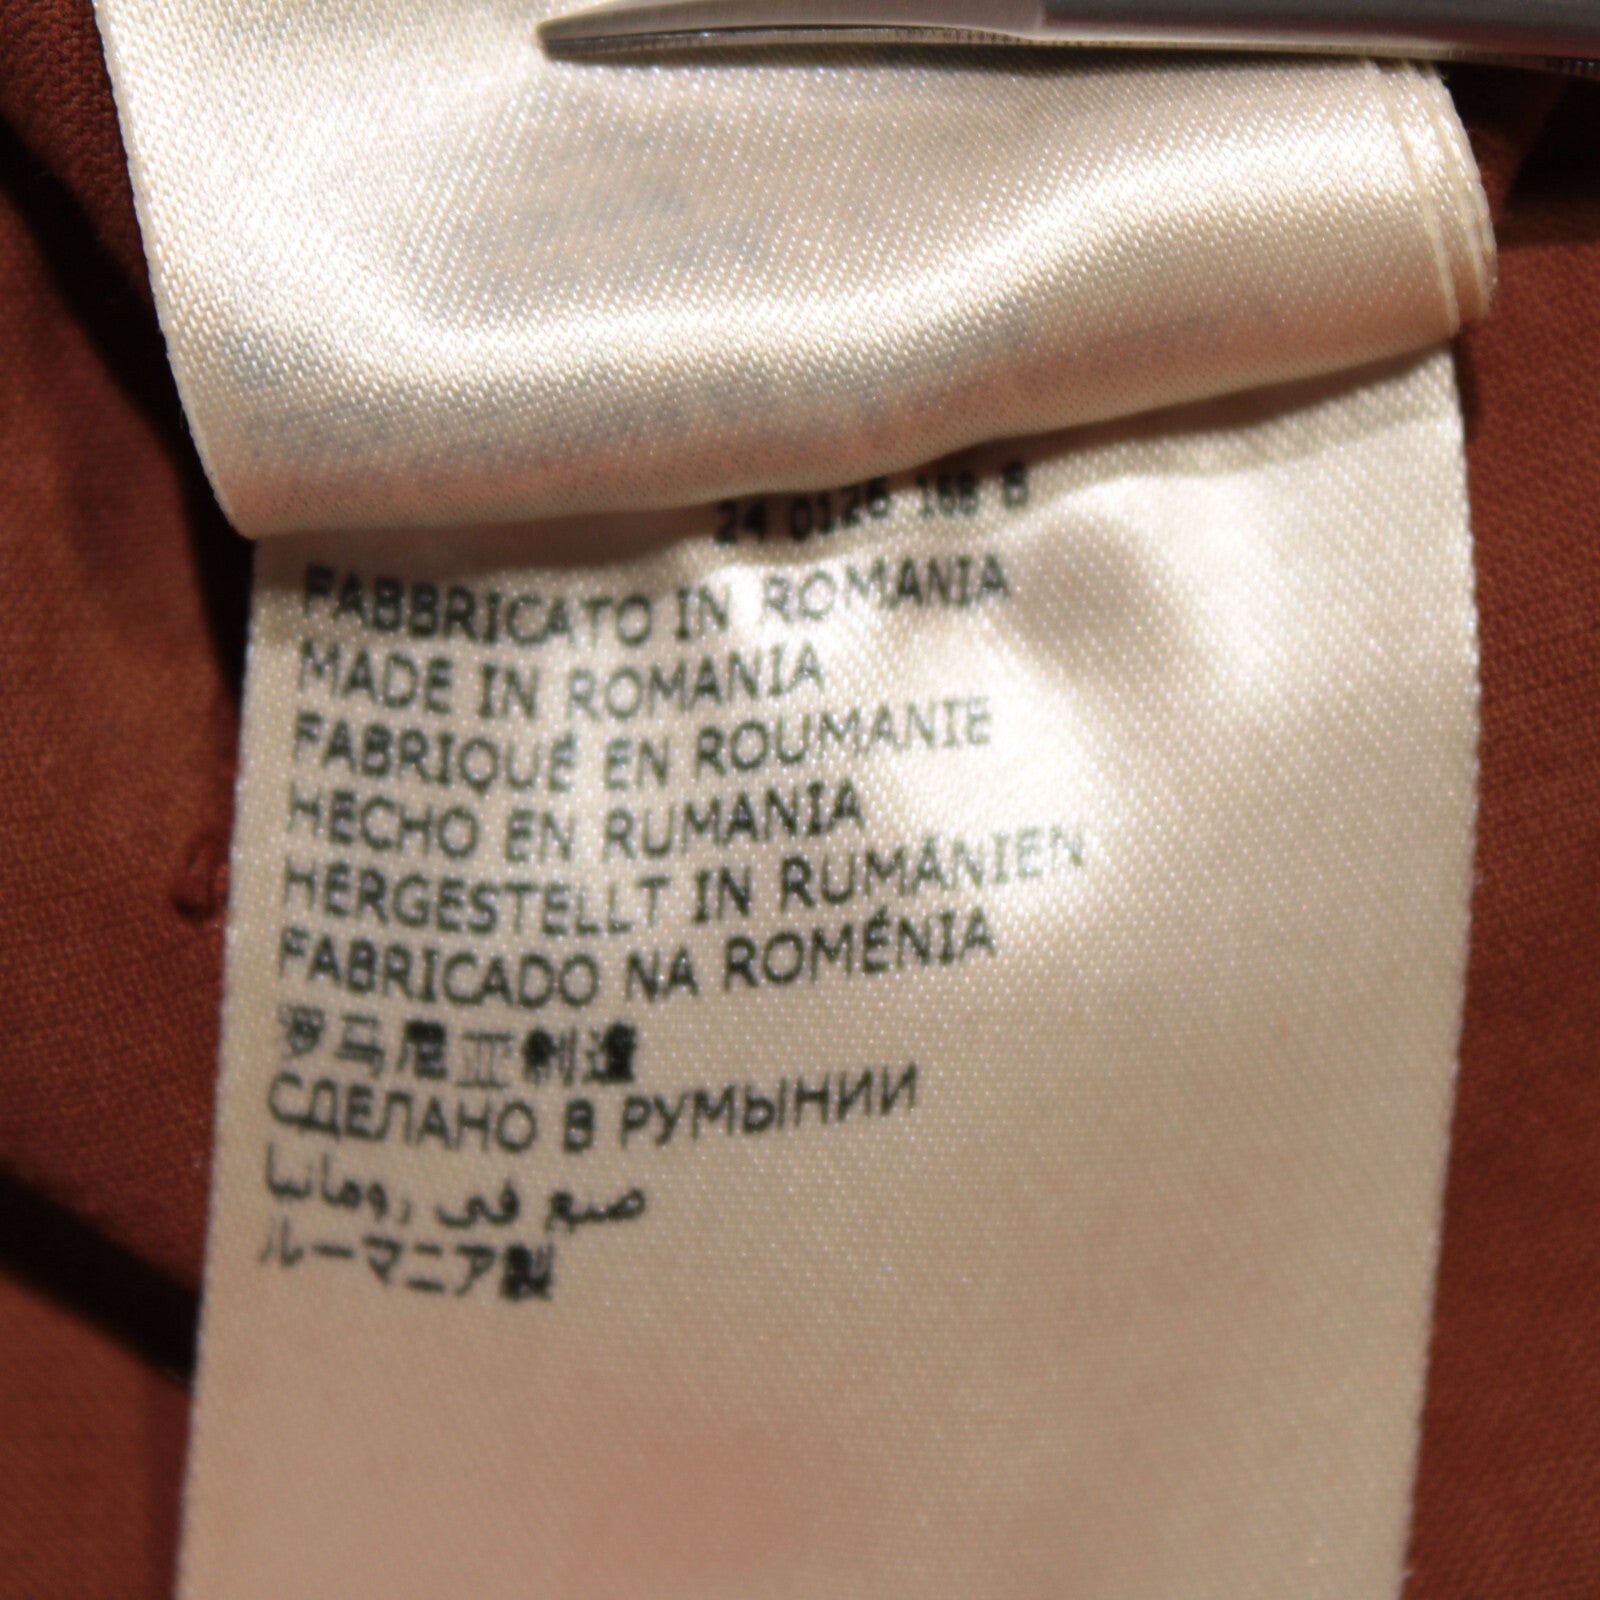 24 0126 168 B
FABBRICATO IN ROMANIA
MADE IN ROMANIA
FABRIQUÉ EN ROUMANIE
HECHO EN RUMANIA
HERGESTELLT IN RUMÄNIEN
FABRICADO NA ROMÉNIA
罗马尼亚制造
СДЕЛАНО В РУМЫНИИ
صنع في رومانيا
ルーマニア製